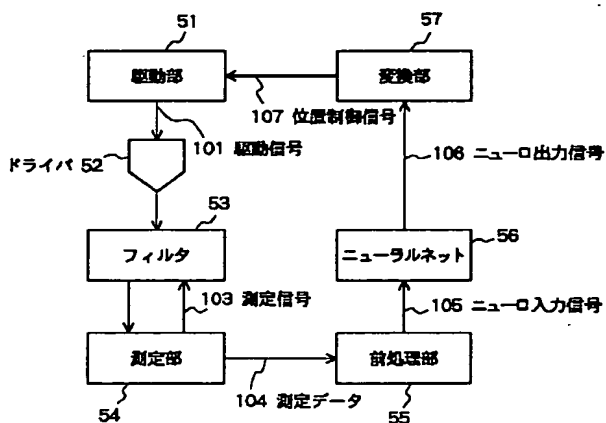 51
駆動部
57
変換部
107 位置制御信号
101 駆動信号
ドライバ 52
106 ニューロ出力信号
53
フィルタ
56
ニューラルネット
103 測定信号
105 ニューロ入力信号
測定部
54
104 測定データ
前処理部
55